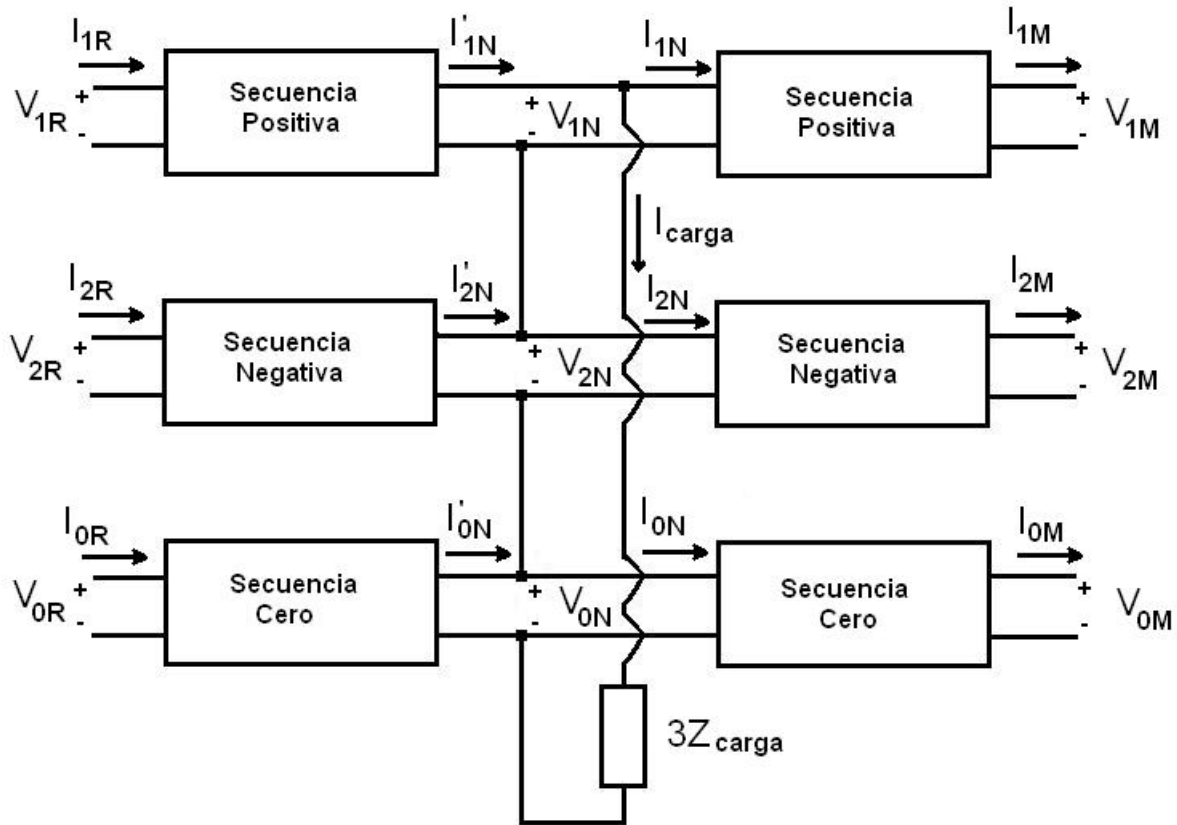 I1R
I'1N
I1N
I1M
+
-
V1R
Secuencia
Positiva
+
-
V1N
Secuencia
Positiva
+
-
V1M
Icarga
I2R
I'2N
I2N
I2M
+
-
V2R
Secuencia
Negativa
+
-
V2N
Secuencia
Negativa
+
-
V2M
I0R
I'0N
I0N
I0M
+
-
V0R
Secuencia
Cero
+
-
V0N
Secuencia
Cero
+
-
V0M
3Zcarga